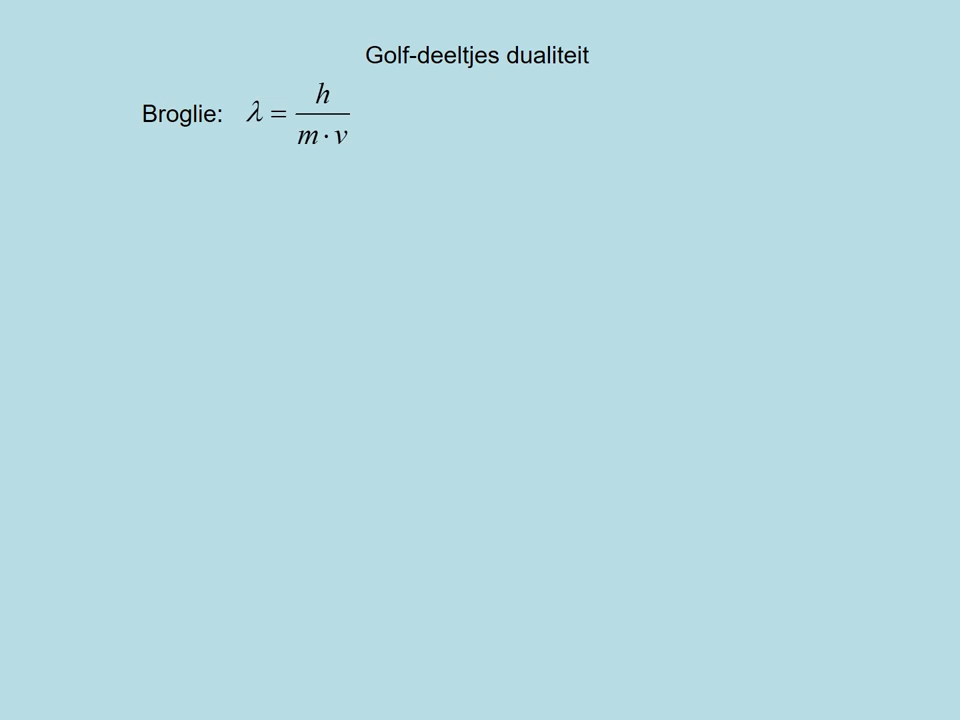 Golf-deeltjes dualiteit
Broglie: λ = h / (m · v)